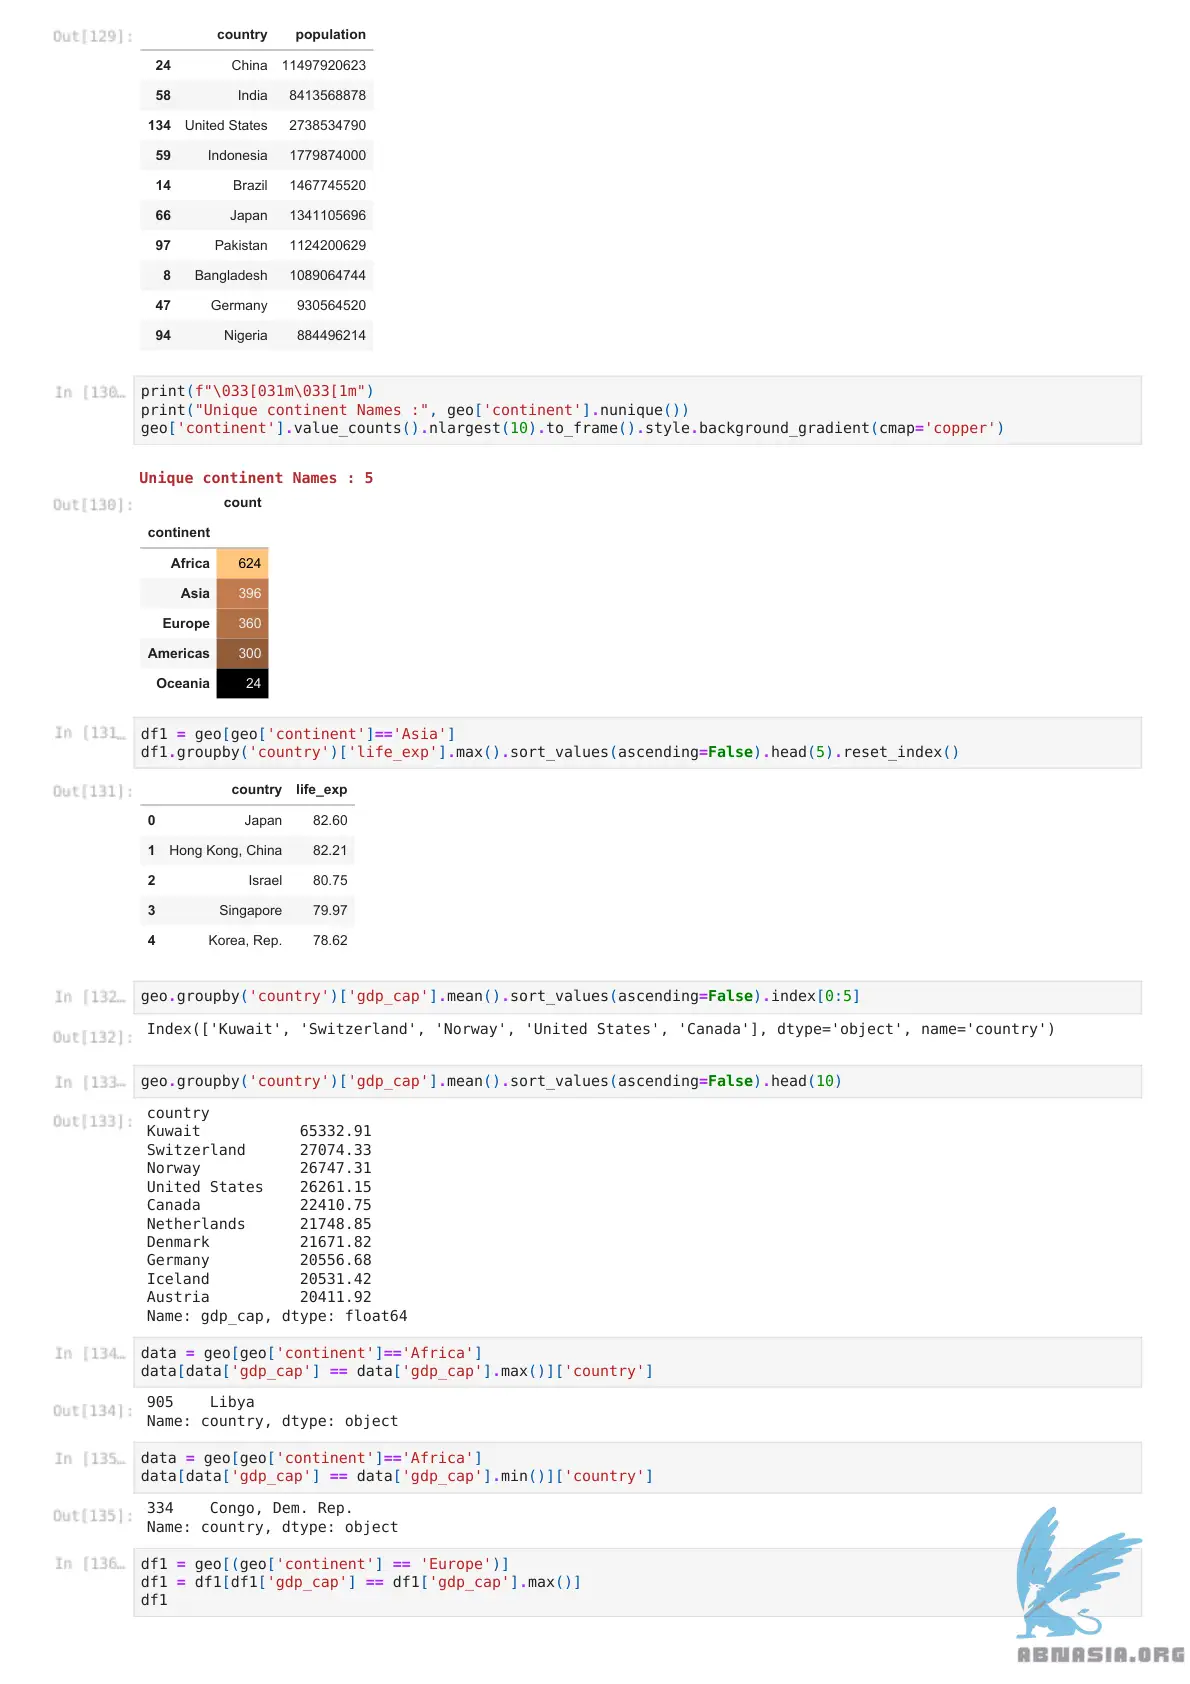 Out[129]:
country population
24 China 11497920623
58 India 8413568878
134 United States 2738534790
59 Indonesia 1779874000
14 Brazil 1467745520
66 Japan 1341105696
97 Pakistan 1124200629
8 Bangladesh 1089064744
47 Germany 930564520
94 Nigeria 884496214
In [130…
print(f"\033[031m\033[1m")
print("Unique continent Names :", geo['continent'].nunique())
geo['continent'].value_counts().nlargest(10).to_frame().style.background_gradient(cmap='copper')
Unique continent Names : 5
Out[130]:
count
continent
Africa 624
Asia 396
Europe 360
Americas 300
Oceania 24
In [131…
df1 = geo[geo['continent']=='Asia']
df1.groupby('country')['life_exp'].max().sort_values(ascending=False).head(5).reset_index()
Out[131]:
country life_exp
0 Japan 82.60
1 Hong Kong, China 82.21
2 Israel 80.75
3 Singapore 79.97
4 Korea, Rep. 78.62
In [132…
geo.groupby('country')['gdp_cap'].mean().sort_values(ascending=False).index[0:5]
Out[132]:
Index(['Kuwait', 'Switzerland', 'Norway', 'United States', 'Canada'], dtype='object', name='country')
In [133…
geo.groupby('country')['gdp_cap'].mean().sort_values(ascending=False).head(10)
Out[133]:
country
Kuwait 65332.91
Switzerland 27074.33
Norway 26747.31
United States 26261.15
Canada 22410.75
Netherlands 21748.85
Denmark 21671.82
Germany 20556.68
Iceland 20531.42
Austria 20411.92
Name: gdp_cap, dtype: float64
In [134…
data = geo[geo['continent']=='Africa']
data[data['gdp_cap'] == data['gdp_cap'].max()]['country']
Out[134]:
905 Libya
Name: country, dtype: object
In [135…
data = geo[geo['continent']=='Africa']
data[data['gdp_cap'] == data['gdp_cap'].min()]['country']
Out[135]:
334 Congo, Dem. Rep.
Name: country, dtype: object
In [136…
df1 = geo[(geo['continent'] == 'Europe')]
df1 = df1[df1['gdp_cap'] == df1['gdp_cap'].max()]
df1
ABNASIA.ORG